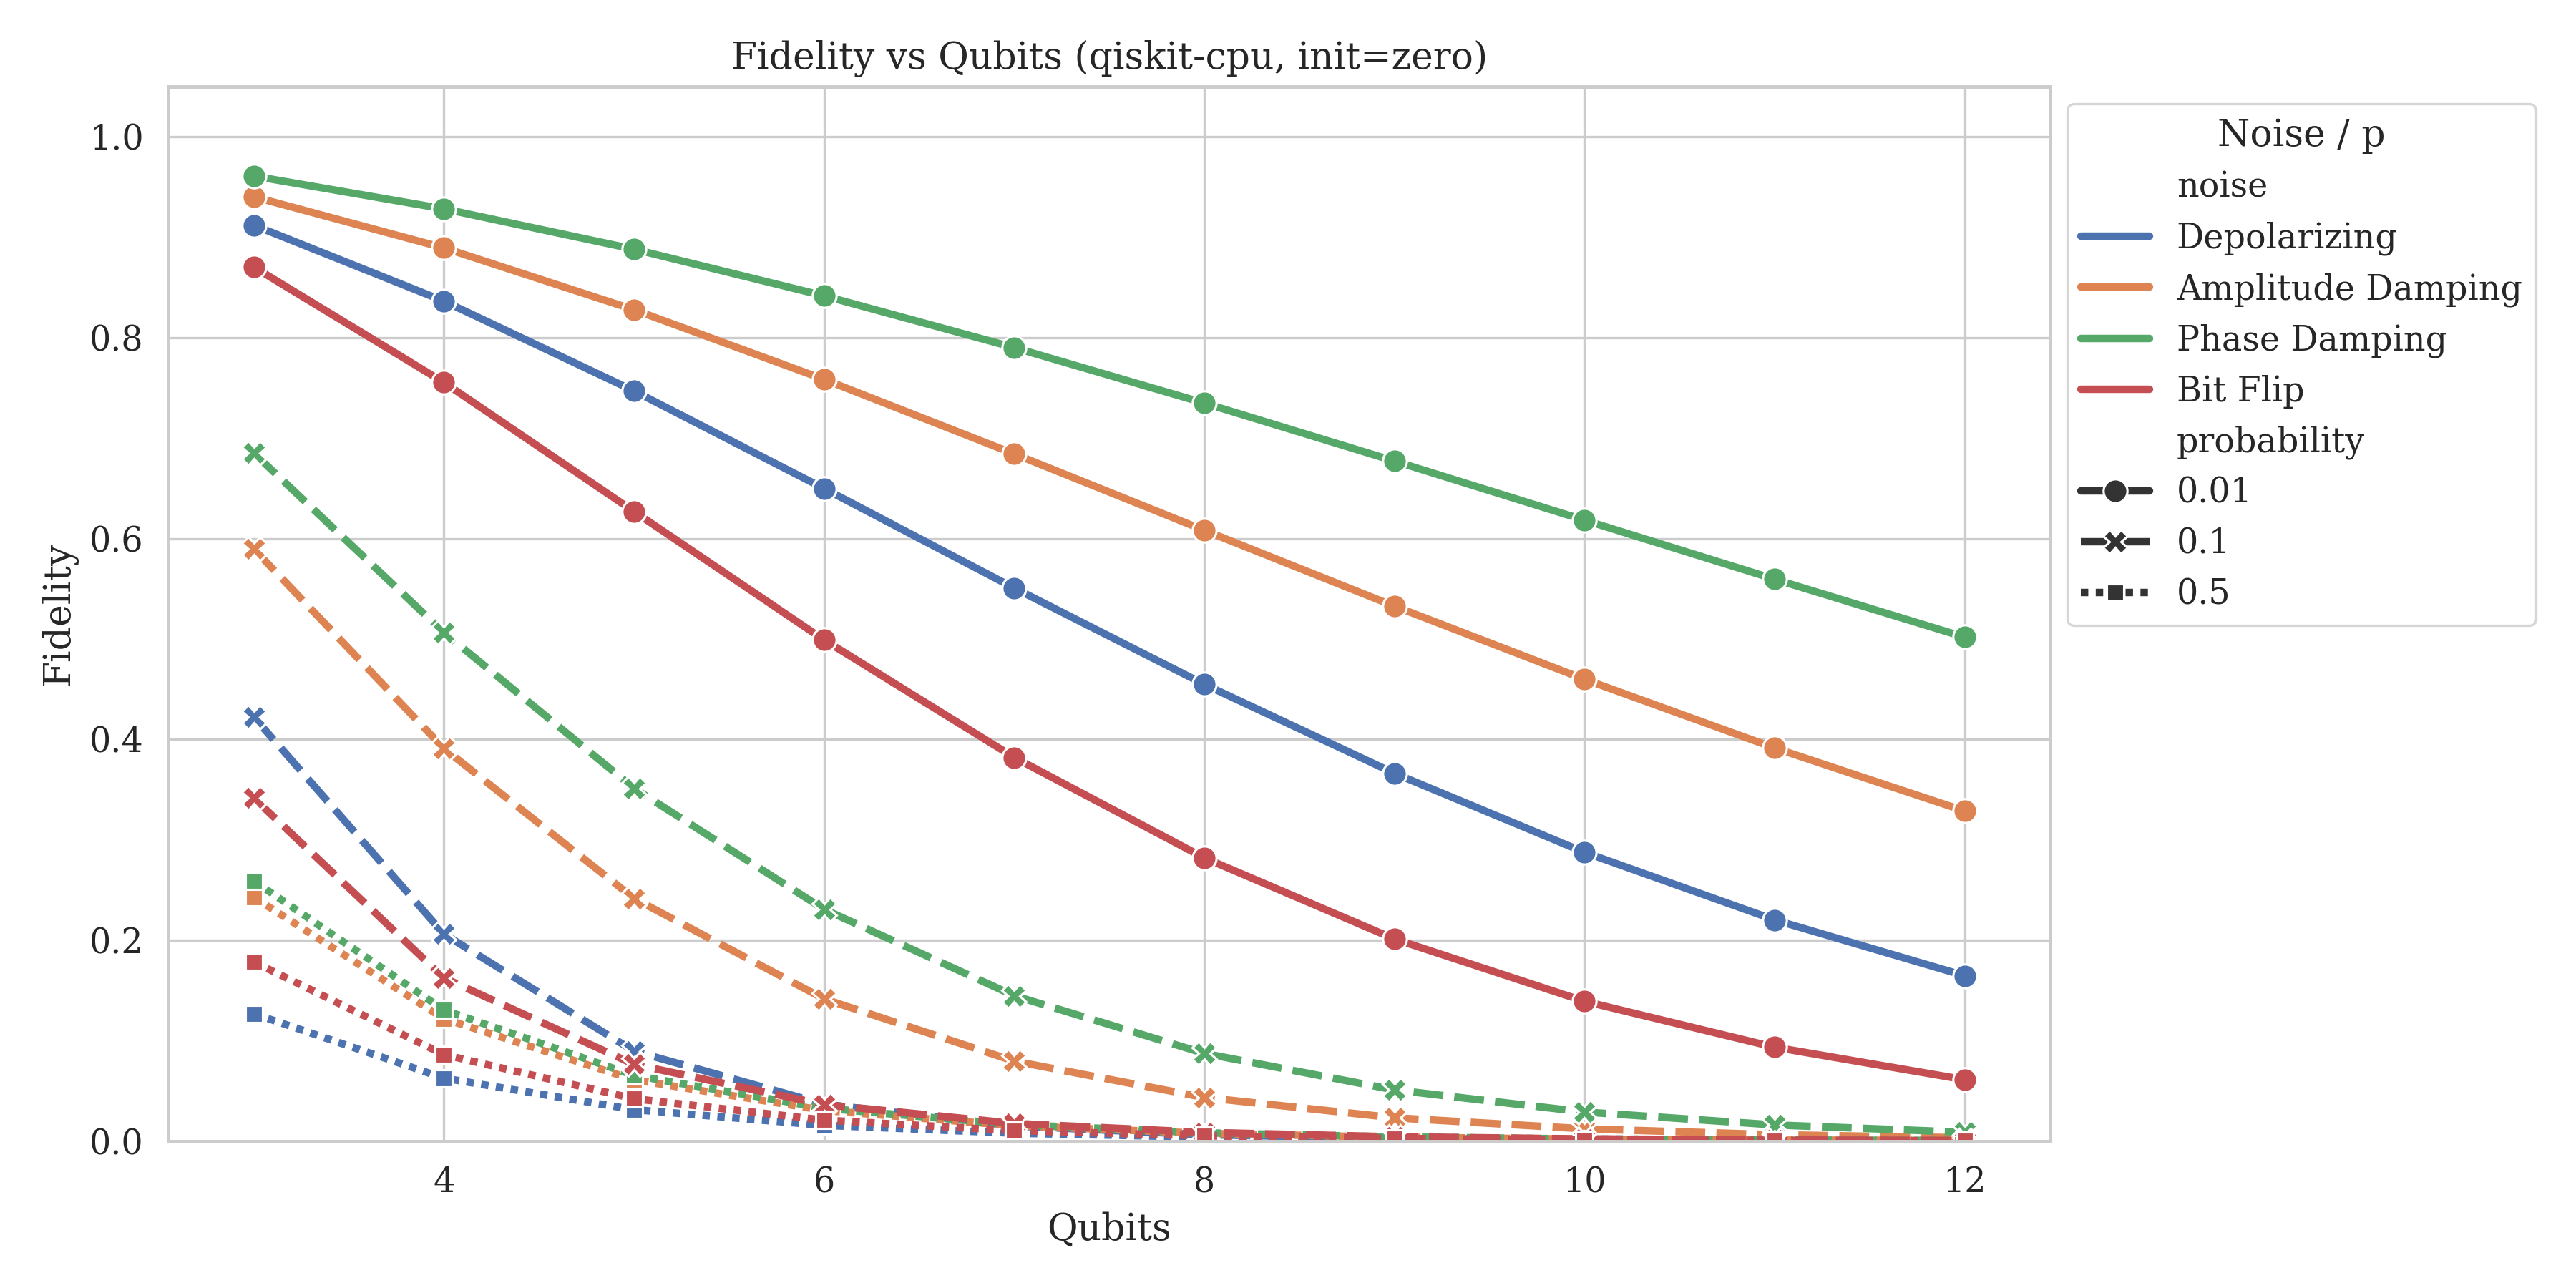 Fidelity vs Qubits (qiskit-cpu, init=zero)
1.0
0.8
0.6
0.4
0.2
0.0
Fidelity
4
6
8
10
12
Qubits
Noise / p
noise
Depolarizing
Amplitude Damping
Phase Damping
Bit Flip
probability
0.01
0.1
0.5